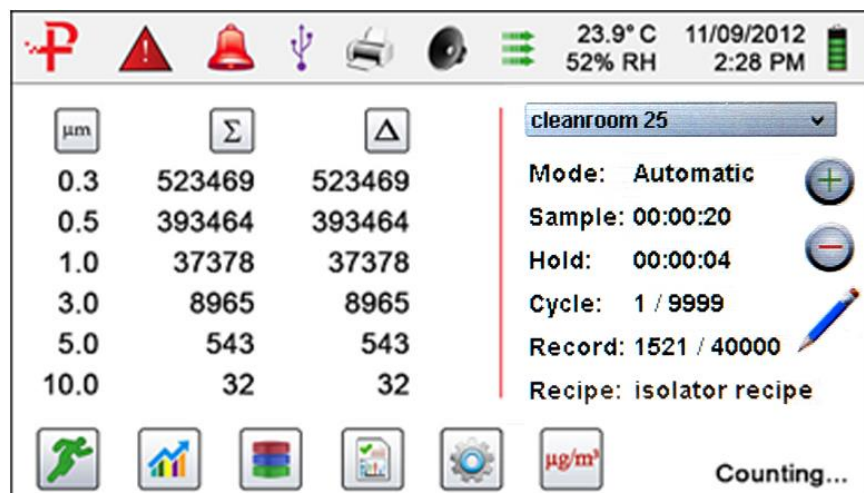 23.9° C 11/09/2012
52% RH 2:28 PM
cleanroom 25
µm Σ Δ
0.3 523469 523469
0.5 393464 393464
1.0 37378 37378
3.0 8965 8965
5.0 543 543
10.0 32 32
Mode: Automatic
Sample: 00:00:20
Hold: 00:00:04
Cycle: 1 / 9999
Record: 1521 / 40000
Recipe: isolator recipe
µg/m³
Counting...